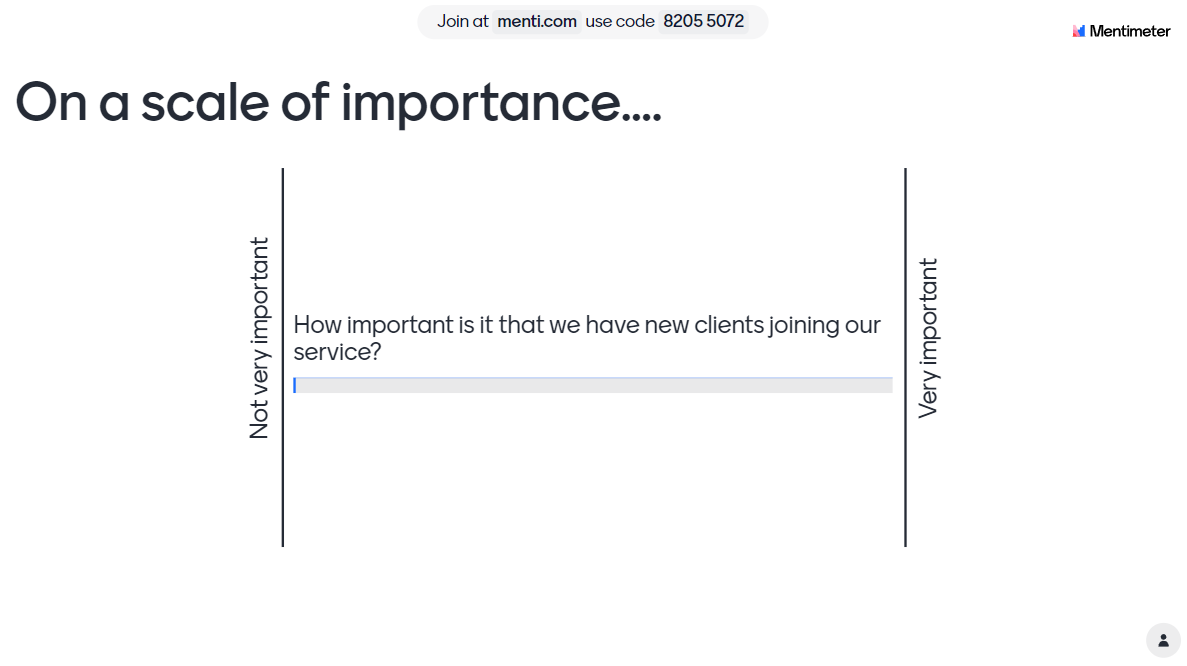 Join at menti.com use code 8205 5072
Mentimeter
On a scale of importance....
Not very important
How important is it that we have new clients joining our
service?
Very important